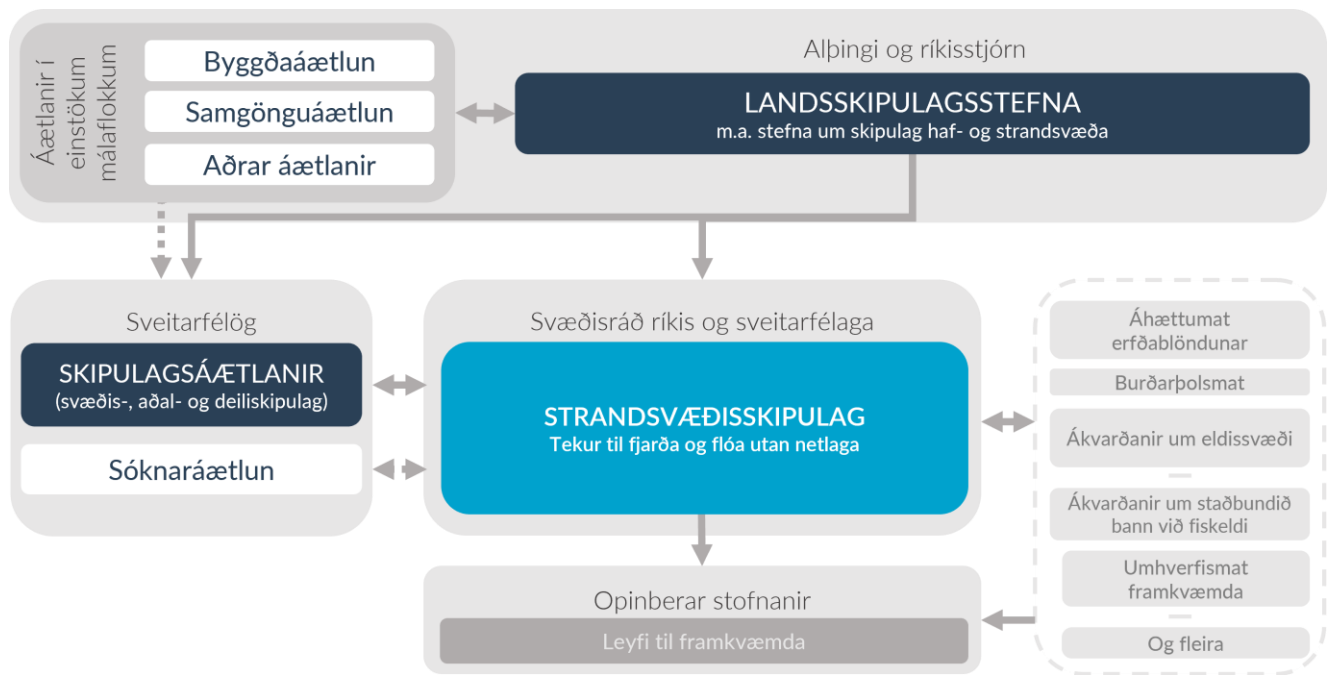 Áætlanir í
einstökum
málaflokkum
Byggðaáætlun
Samgönguáætlun
Aðrar áætlanir
Alþingi og ríkisstjórn
LANDSSKIPULAGSSTEFNA
m.a. stefna um skipulag haf- og strandsvæða
Sveitarfélög
SKIPULAGSÁÆTLANIR
(svæðis-, aðal- og deiliskipulag)
Sóknaráætlun
Svæðisráð ríkis og sveitarfélaga
STRANDSVÆÐISSKIPULAG
Tekur til fjarða og flóa utan netlaga
Opinberar stofnanir
Leyfi til framkvæmda
Áhættumat
erfðablöndunar
Burðarþolsmat
Ákvarðanir um eldissvæði
Ákvarðanir um staðbundið
bann við fiskeldi
Umhverfismat
framkvæmda
Og fleira